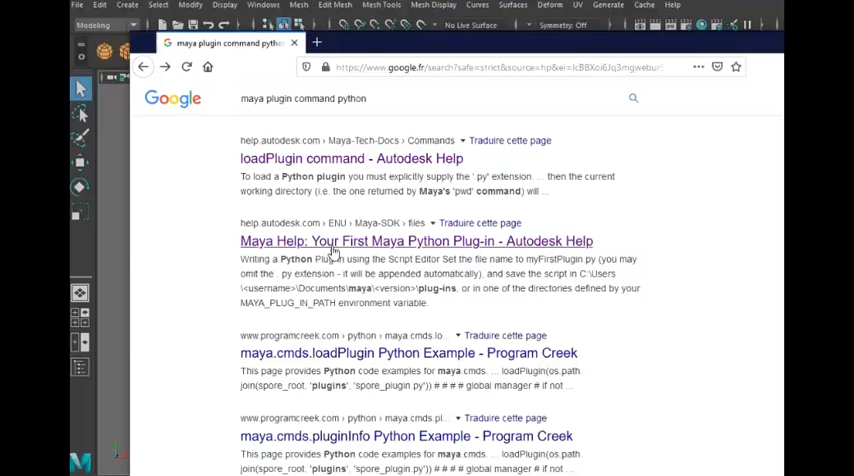 File Edit Create Select Modify Display Windows Mesh Edit Mesh Mesh Tools Mesh Display Curves Surfaces Deform UV Generate Cache Help
Modeling No Live Surface Symmetry: Off
maya plugin command python
https://www.google.fr/search?safe=strict&source=hp&ei=
Google maya plugin command python
help.autodesk.com › Maya-Tech-Docs › Commands Traduire cette page
loadPlugin command - Autodesk Help
To load a Python plugin you must explicitly supply the '.py' extension. ... then the current
working directory (i.e. the one returned by Maya's 'pwd' command) will ...
help.autodesk.com › ENU › Maya-SDK › files Traduire cette page
Maya Help: Your First Maya Python Plug-in - Autodesk Help
Writing a Python Plug-in using the Script Editor Set the file name to myFirstPlugin py (you may
omit the . py extension - it will be appended automatically), and save the script in C:\Users
\<username>\Documents\maya\<version>\plug-ins, or in one of the directories defined by your
MAYA_PLUG_IN_PATH environment variable.
www.programcreek.com › python › maya.cmds.lo... Traduire cette page
maya.cmds.loadPlugin Python Example - Program Creek
This page provides Python code examples for maya.cmds. ... loadPlugin(os.path.
join(spore_root, 'plugins', 'spore_plugin py')) # # # # global manager # if not ...
www.programcreek.com › python › maya.cmds.pl... Traduire cette page
maya.cmds.pluginInfo Python Example - Program Creek
This page provides Python code examples for maya.cmds. ... loadPlugin(os.path.
join(spore_root, 'plugins', 'spore_plugin py')) # # # # global manager # if not ...